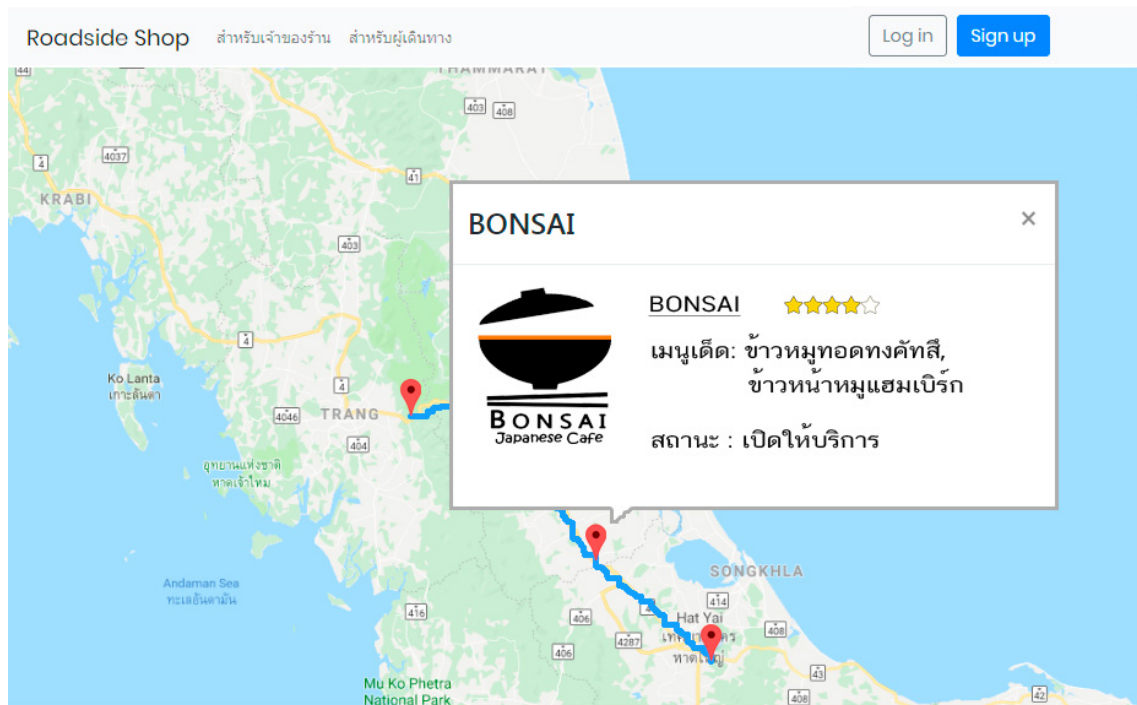 Roadside Shop สำหรับเจ้าของร้าน สำหรับผู้เดินทาง Log in Sign up
44
THAMMARAT
403 408
4 4037
41
KRABI
403
BONSAI ×
BONSAI
เมนูเด็ด: ข้าวหมูทอดทงคัทสึ,
ข้าวหน้าหมูแฮมเบิร์ก
BONSAI
Japanese Cafe
สถานะ : เปิดให้บริการ
4
Ko Lanta
เกาะลันตา
4
4046 TRANG
404
อุทยานแห่งชาติ
หาดเจ้าไหม
SONGKHLA
Andaman Sea
ทะเลอันดามัน
416
406
414
Hat Yai
4287
408
หาดใหญ่
406
43
Mu Ko Phetra
National Park
408
42